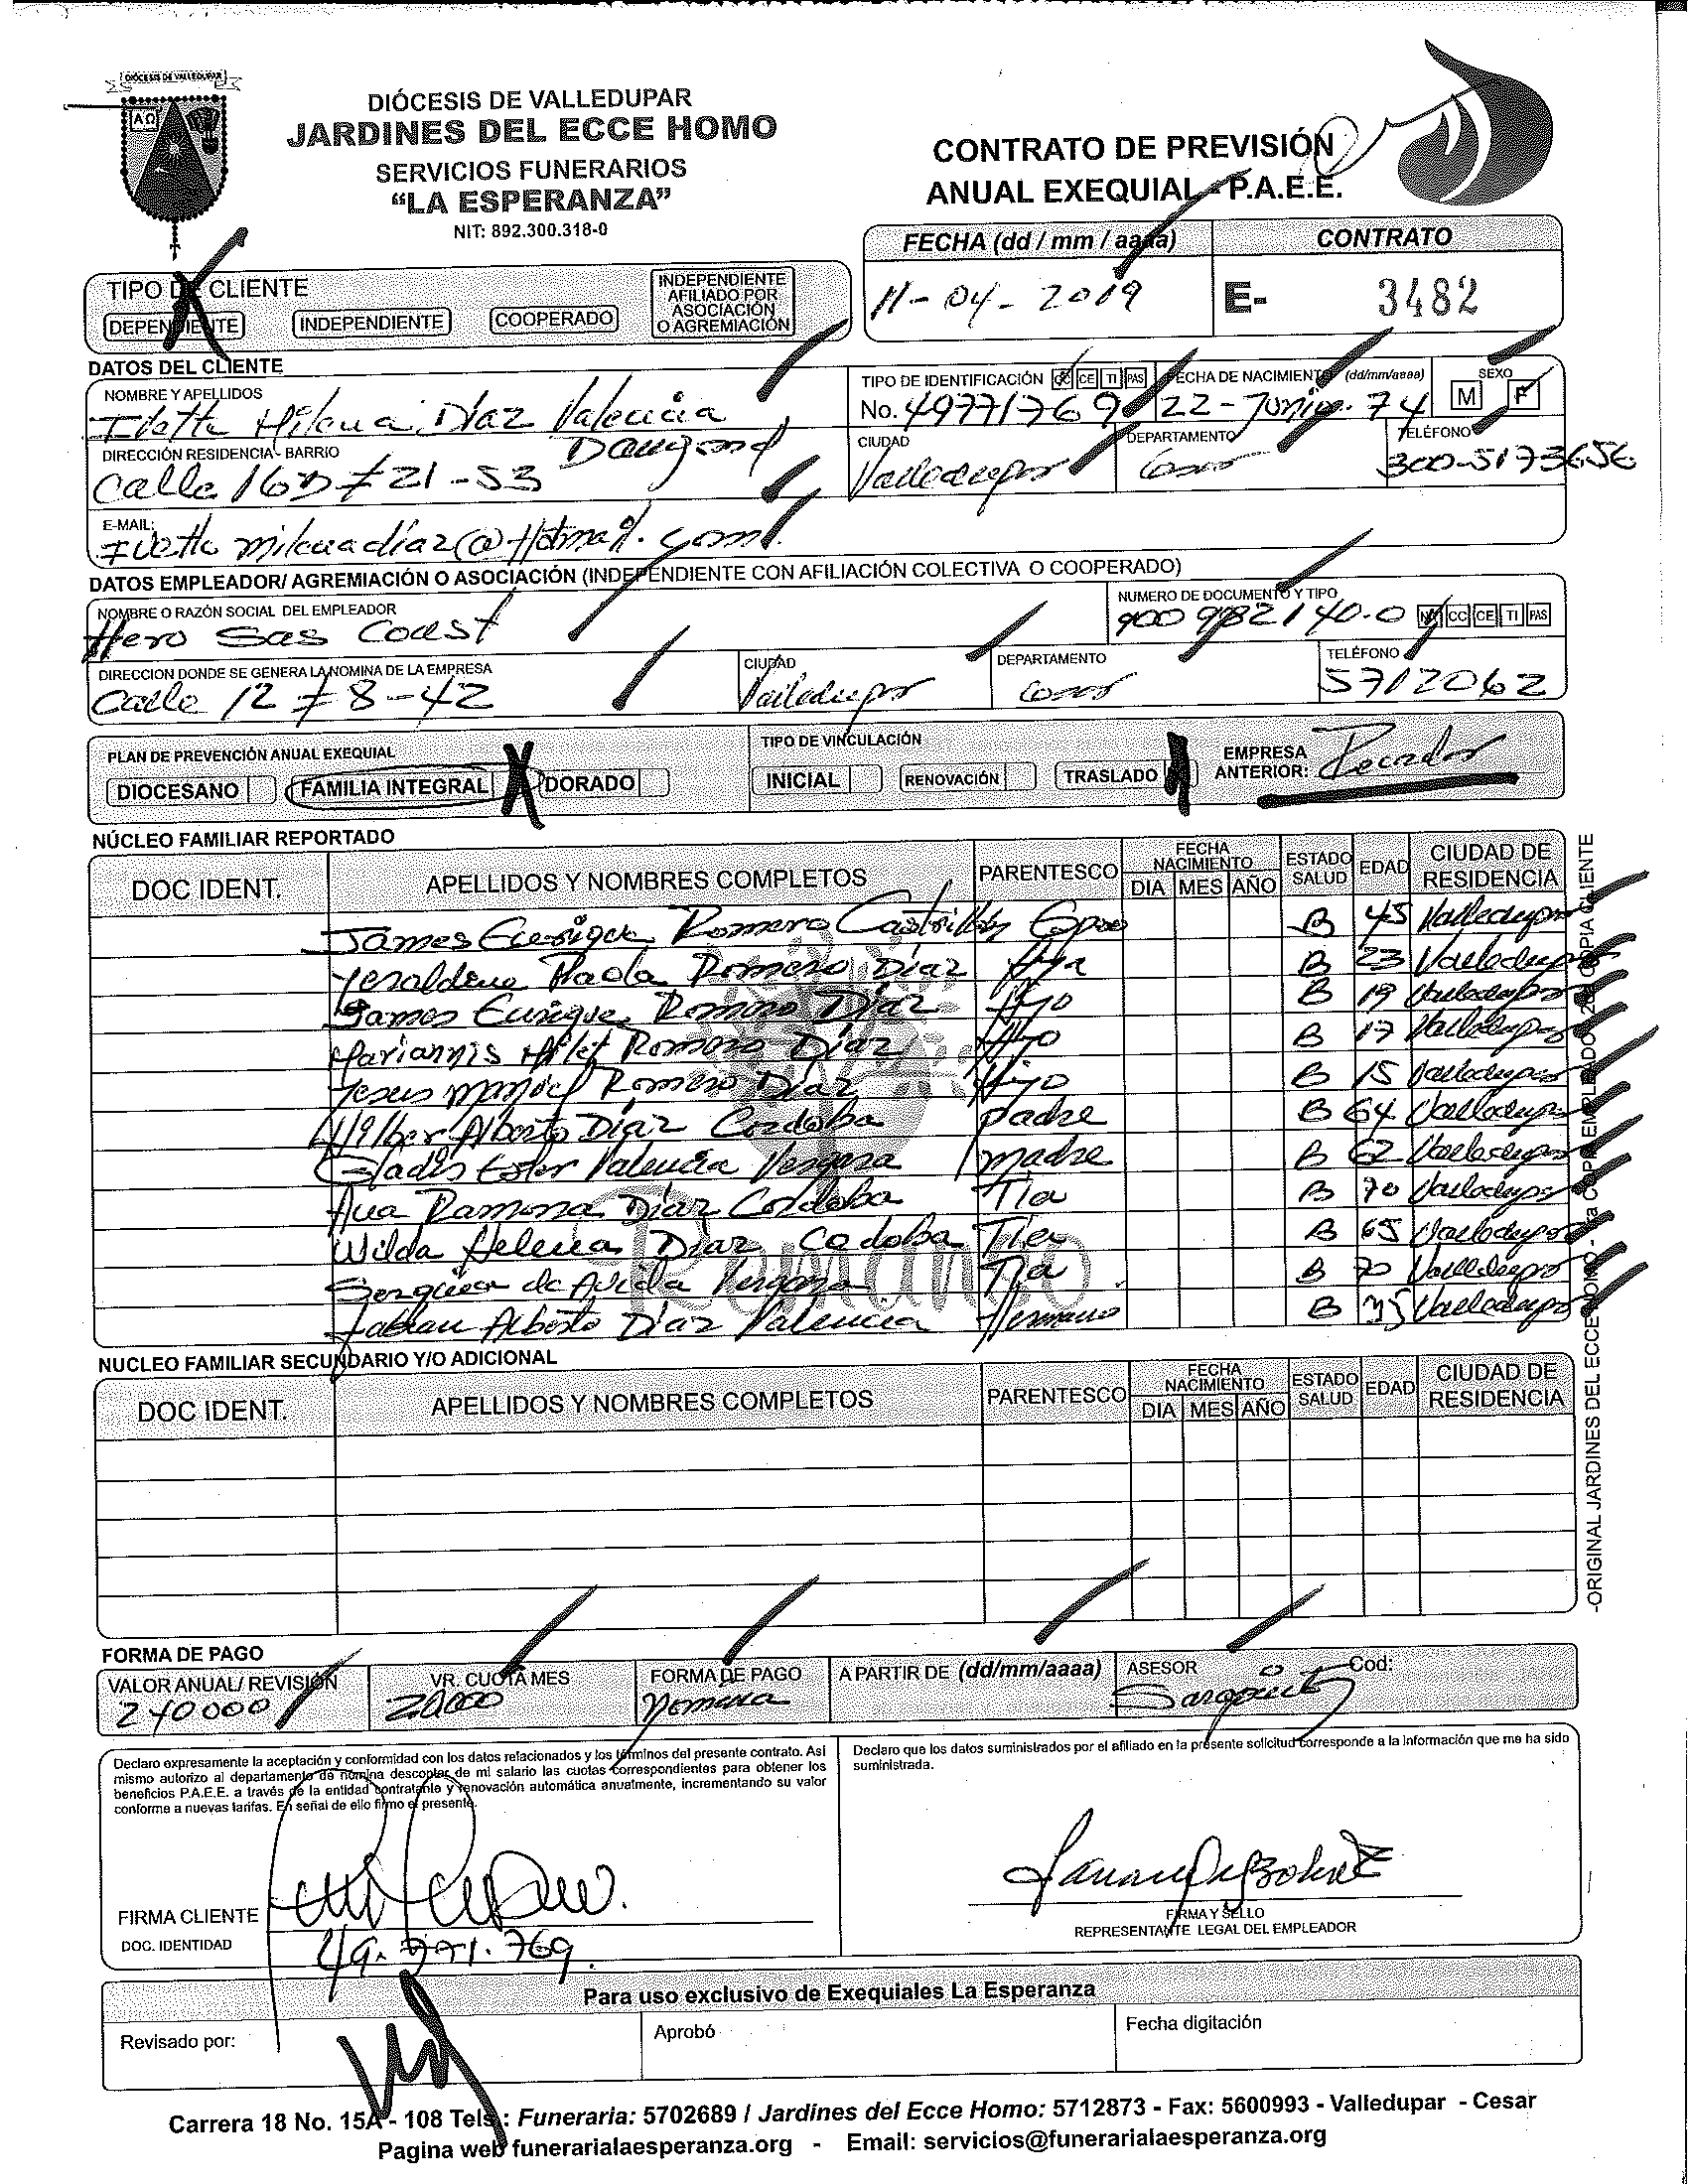 DIÓCESIS DE VALLEDUPAR
DIÓCESIS DE VALLEDUPAR
JARDINES DEL ECCE HOMO
SERVICIOS FUNERARIOS
"LA ESPERANZA"
NIT: 892.300.318-0
CONTRATO DE PREVISIÓN
ANUAL EXEQUIAL - P.A.E.E.
FECHA (dd / mm / aaaa) CONTRATO
11-04-2019 E- 3482
TIPO DE CLIENTE
DEPENDIENTE INDEPENDIENTE COOPERADO INDEPENDIENTE AFILIADO POR ASOCIACIÓN O AGREMIACIÓN
DATOS DEL CLIENTE
NOMBRE Y APELLIDOS TIPO DE IDENTIFICACIÓN CC CE TI PAS FECHA DE NACIMIENTO (dd/mm/aaaa) SEXO
Ivette Milena Diaz Valencia No. 49771769 22-Junio-74 M F
DIRECCIÓN RESIDENCIA - BARRIO CIUDAD DEPARTAMENTO TELÉFONO
Calle 16D # 21-53 Dangond Valledupar Cesar 300-5173656
E-MAIL:
Ivette milenadiaz@Hotmail.com
DATOS EMPLEADOR/ AGREMIACIÓN O ASOCIACIÓN (INDEPENDIENTE CON AFILIACIÓN COLECTIVA O COOPERADO)
NOMBRE O RAZÓN SOCIAL DEL EMPLEADOR NUMERO DE DOCUMENTO Y TIPO
Hero Sas Const 900982140-0 NIT CC CE TI PAS
DIRECCION DONDE SE GENERA LA NOMINA DE LA EMPRESA CIUDAD DEPARTAMENTO TELÉFONO
Calle 12 # 8-42 Valledupar Cesar 5712062
PLAN DE PREVENCIÓN ANUAL EXEQUIAL TIPO DE VINCULACIÓN
DIOCESANO FAMILIA INTEGRAL DORADO INICIAL RENOVACIÓN TRASLADO EMPRESA ANTERIOR: Recordar
NÚCLEO FAMILIAR REPORTADO
DOC IDENT. APELLIDOS Y NOMBRES COMPLETOS PARENTESCO FECHA NACIMIENTO DIA MES AÑO ESTADO SALUD EDAD CIUDAD DE RESIDENCIA
James Enrique Romero Castrillon Esposo B 45 Valledupar
Yeraldine Paola Romero Diaz Hija B 23 Valledupar
James Enrique Romero Diaz Hijo B 19 Valledupar
Mariannis Romero Diaz Hijo B 17 Valledupar
Jesus Manuel Romero Diaz Hijo B 15 Valledupar
Alberto Diaz Cordoba padre B 64 Valledupar
Gladis Ester Valencia Vergara madre B 62 Valledupar
Ana Ramona Diaz Cordoba Tia B 70 Valledupar
Wilda Helena Diaz Codoba Tia B 65 Valledupar
de Avila Vergara Tia B 70 Valledupar
Fabian Alberto Diaz Valencia Hermano B 35 Valledupar
NUCLEO FAMILIAR SECUNDARIO Y/O ADICIONAL
DOC IDENT. APELLIDOS Y NOMBRES COMPLETOS PARENTESCO FECHA NACIMIENTO DIA MES AÑO ESTADO SALUD EDAD CIUDAD DE RESIDENCIA
FORMA DE PAGO
VALOR ANUAL/ REVISIÓN VR. CUOTA MES FORMA DE PAGO A PARTIR DE (dd/mm/aaaa) ASESOR Cod:
240000 20000 nomina
Declaro expresamente la aceptación y conformidad con los datos relacionados y los términos del presente contrato. Asi
mismo autorizo al departamento de nómina descontar de mi salario las cuotas correspondientes para obtener los
beneficios P.A.E.E. a través de la entidad contratante y renovación automática anualmente, incrementando su valor
conforme a nuevas tarifas. En señal de ello firmo el presente.
Declaro que los datos suministrados por el afiliado en la presente solicitud corresponde a la información que me ha sido
suministrada.
FIRMA CLIENTE
DOC. IDENTIDAD 49.771.769
FIRMA Y SELLO
REPRESENTANTE LEGAL DEL EMPLEADOR
Para uso exclusivo de Exequiales La Esperanza
Revisado por: Aprobó Fecha digitación
Carrera 18 No. 15A - 108 Tels.: Funeraria: 5702689 / Jardines del Ecce Homo: 5712873 - Fax: 5600993 - Valledupar - Cesar
Pagina web funerarialaesperanza.org - Email: servicios@funerarialaesperanza.org
-ORIGINAL JARDINES DEL ECCE HOMO - COPIA EMPLEADO COPIA CLIENTE